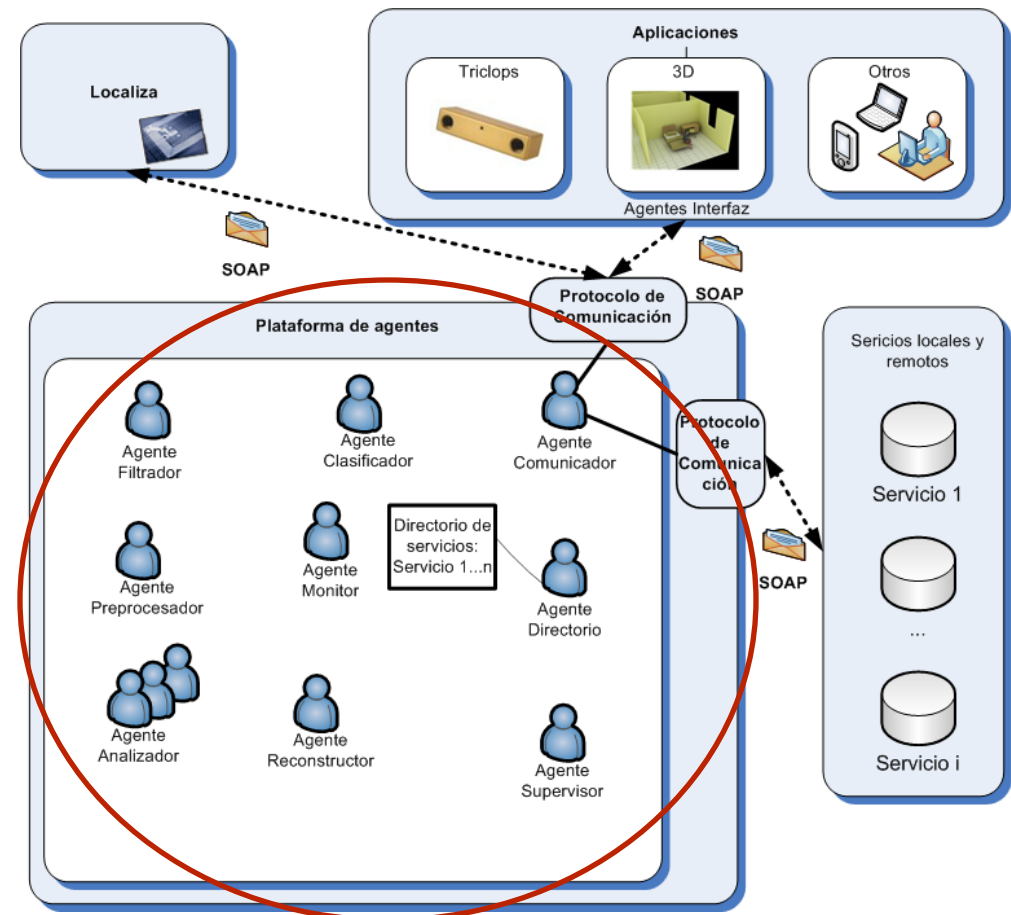 Localiza
Aplicaciones
Triclops
3D
Otros
Agentes Interfaz
SOAP
SOAP
Protocolo de
Comunicación
Plataforma de agentes
Sericios locales y
remotos
Agente
Filtrador
Agente
Clasificador
Agente
Comunicador
Protocolo
de
Comunica
ción
Servicio 1
Agente
Preprocesador
Agente
Monitor
Directorio de
servicios:
Servicio 1...n
Agente
Directorio
SOAP
...
Agente
Analizador
Agente
Reconstructor
Agente
Supervisor
Servicio i